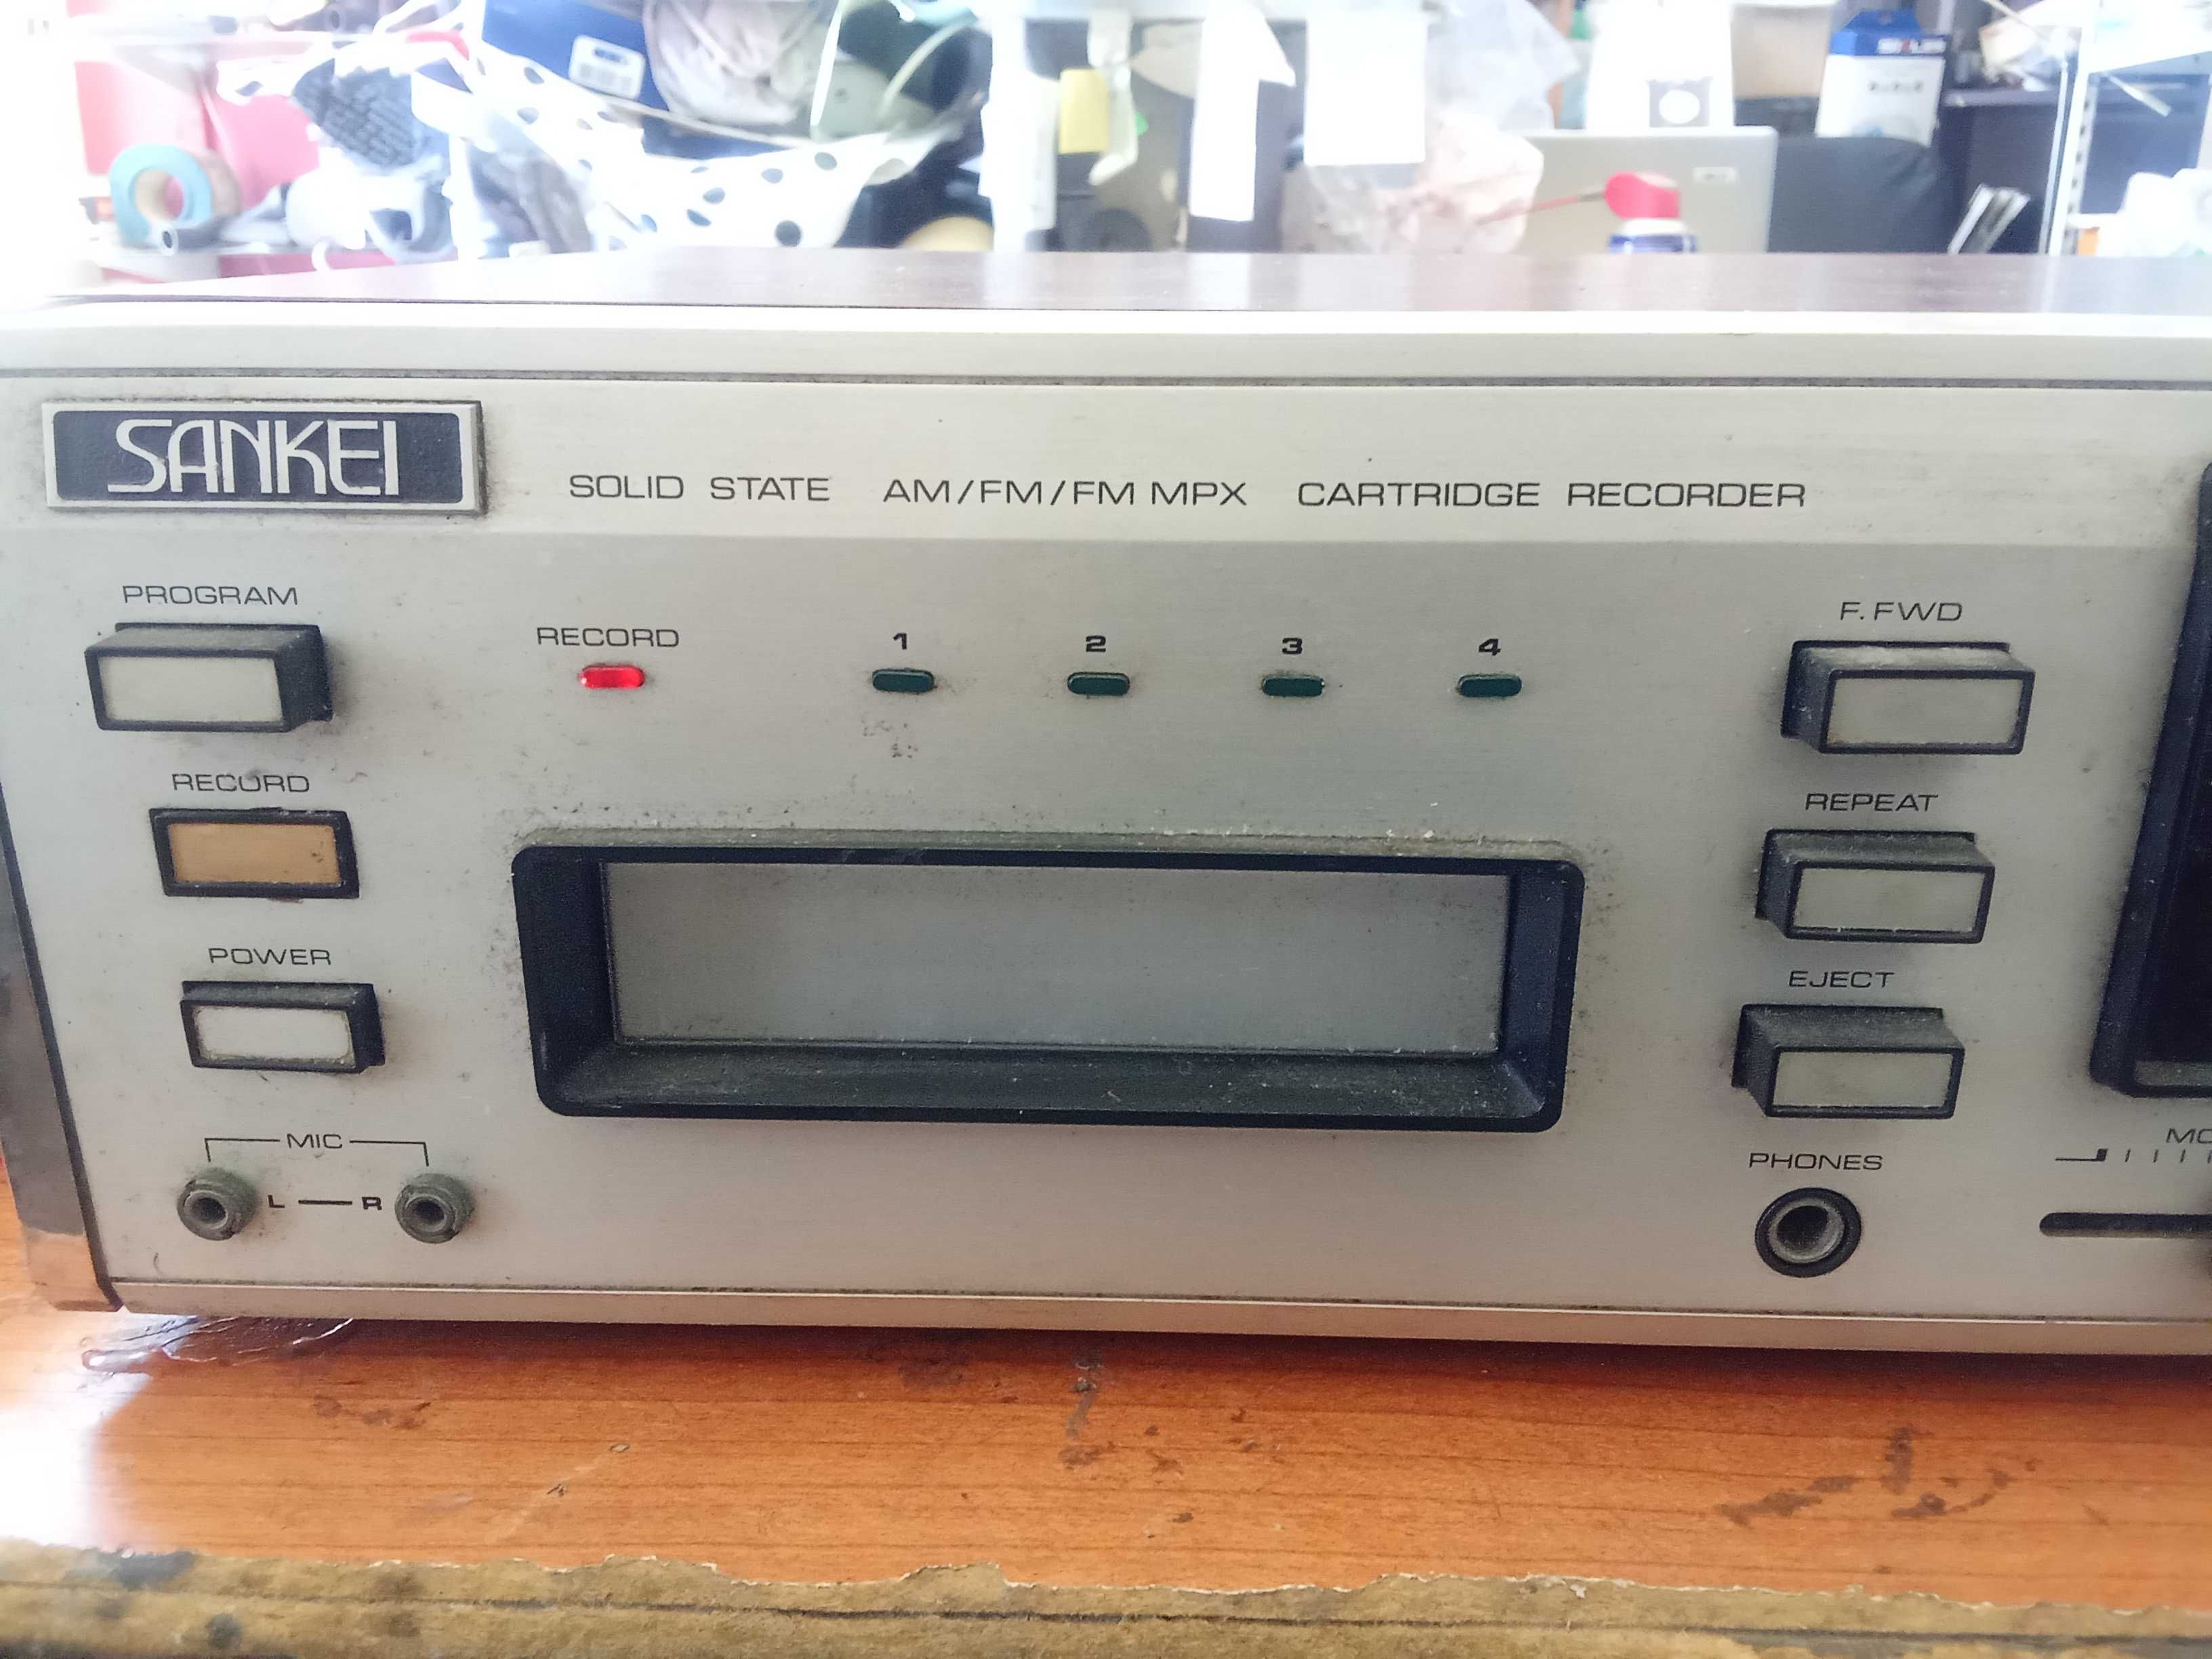 SANKEI
SOLID STATE AM/FM/FM MPX CARTRIDGE RECORDER
PROGRAM
RECORD 1 2 3 4
F.FWD
RECORD
REPEAT
POWER
EJECT
MIC
L — R
PHONES